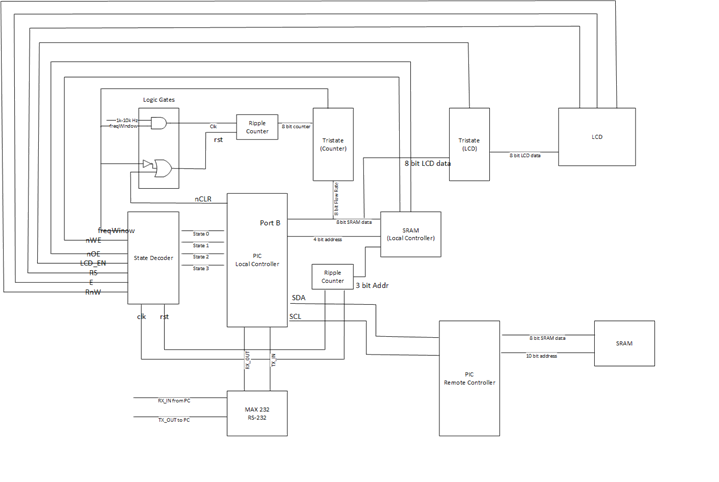 Logic Gates
1k-10k Hz
freqWindow
Clk
rst
Ripple
Counter
8 bit counter
Tristate
(Counter)
Tristate
(LCD)
8 bit LCD data
LCD
8 bit LCD data
8 bit Flow Rate
nCLR
Port B
8 bit SRAM data
4 bit address
SRAM
(Local Controller)
freqWinow
nWE
nOE
LCD_EN
RS
E
RnW
State Decoder
State 0
State 1
State 2
State 3
PIC
Local Controller
Ripple
Counter
3 bit Addr
clk
rst
SDA
SCL
RX_OUT
TX_IN
PIC
Remote Controller
8 bit SRAM data
10 bit address
SRAM
RX_IN from PC
TX_OUT to PC
MAX 232
RS-232